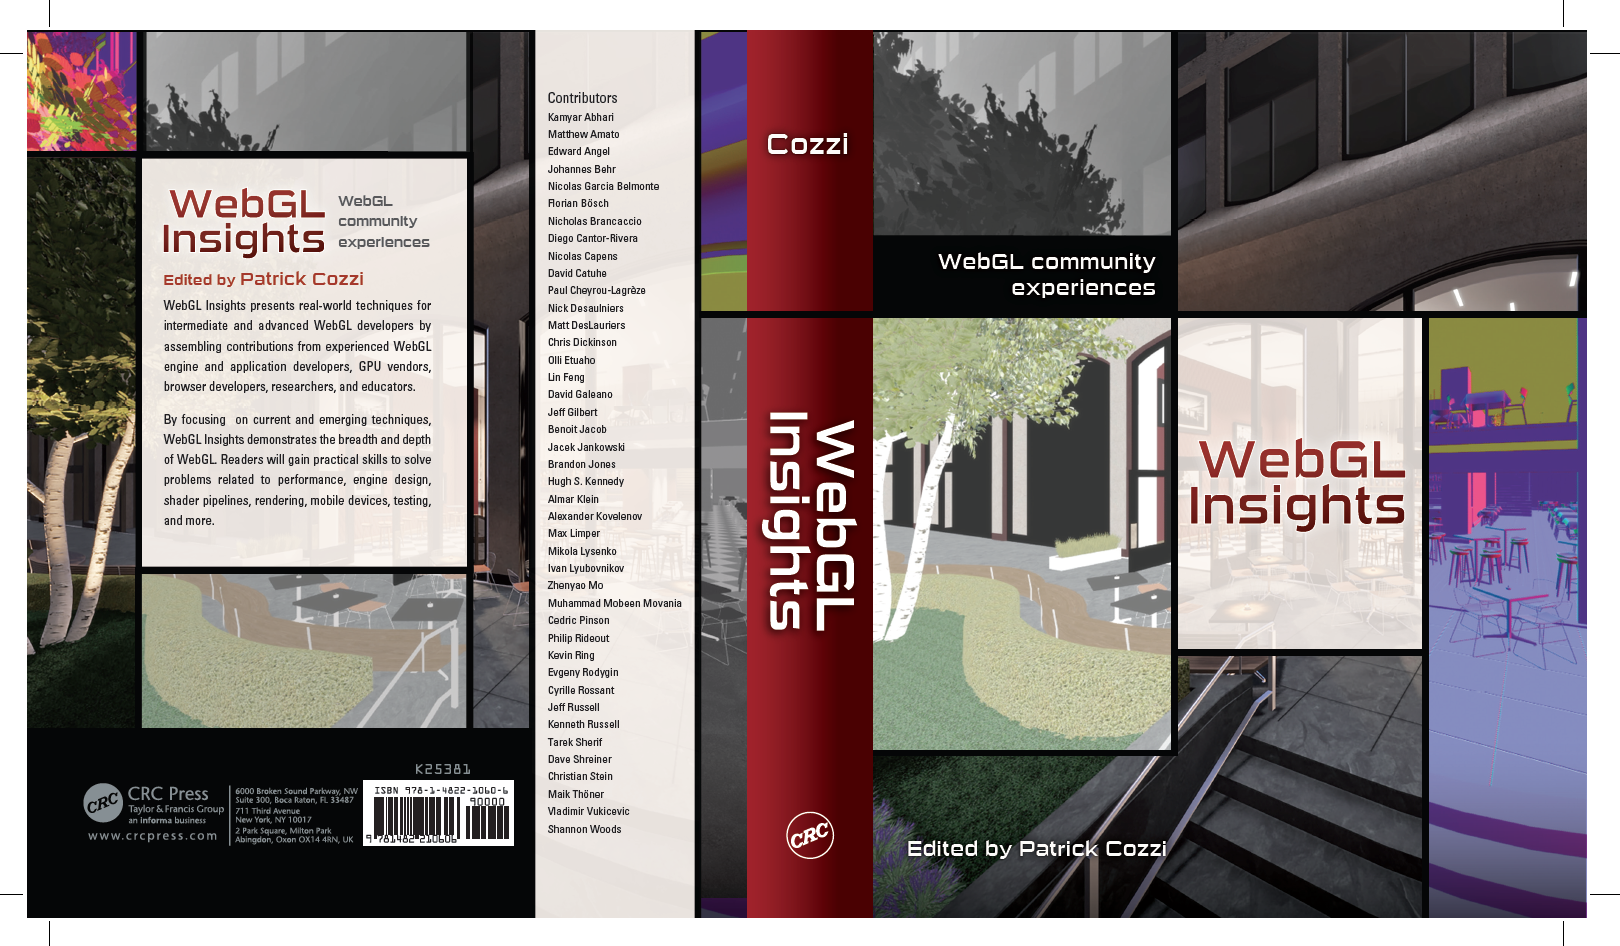 WebGL
Insights
WebGL
community
experiences
Edited by Patrick Cozzi
WebGL Insights presents real-world techniques for
intermediate and advanced WebGL developers by
assembling contributions from experienced WebGL
engine and application developers, GPU vendors,
browser developers, researchers, and educators.
By focusing on current and emerging techniques,
WebGL Insights demonstrates the breadth and depth
of WebGL. Readers will gain practical skills to solve
problems related to performance, engine design,
shader pipelines, rendering, mobile devices, testing,
and more.
K25381
CRC
CRC Press
Taylor & Francis Group
an informa business
www.crcpress.com
6000 Broken Sound Parkway, NW
Suite 300, Boca Raton, FL 33487
711 Third Avenue
New York, NY 10017
2 Park Square, Milton Park
Abingdon, Oxon OX14 4RN, UK
ISBN 978-1-4822-1060-6
90000
9 781482 210606
Contributors
Kamyar Abhari
Matthew Amato
Edward Angel
Johannes Behr
Nicolas Garcia Belmonte
Florian Bösch
Nicholas Brancaccio
Diego Cantor-Rivera
Nicolas Capens
David Catuhe
Paul Cheyrou-Lagrèze
Nick Desaulniers
Matt DesLauriers
Chris Dickinson
Olli Etuaho
Lin Feng
David Galeano
Jeff Gilbert
Benoit Jacob
Jacek Jankowski
Brandon Jones
Hugh S. Kennedy
Almar Klein
Alexander Kovelenov
Max Limper
Mikola Lysenko
Ivan Lyubovnikov
Zhenyao Mo
Muhammad Mobeen Movania
Cedric Pinson
Philip Rideout
Kevin Ring
Evgeny Rodygin
Cyrille Rossant
Jeff Russell
Kenneth Russell
Tarek Sherif
Dave Shreiner
Christian Stein
Maik Thöner
Vladimir Vukicevic
Shannon Woods
Cozzi
WebGL
Insights
CRC
WebGL community
experiences
WebGL
Insights
Edited by Patrick Cozzi